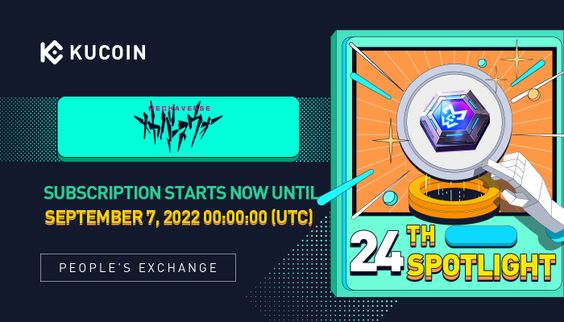 KUCOIN
MECHAVERSE
SUBSCRIPTION STARTS NOW UNTIL
SEPTEMBER 7, 2022 00:00:00 (UTC)
PEOPLE'S EXCHANGE
24TH
SPOTLIGHT